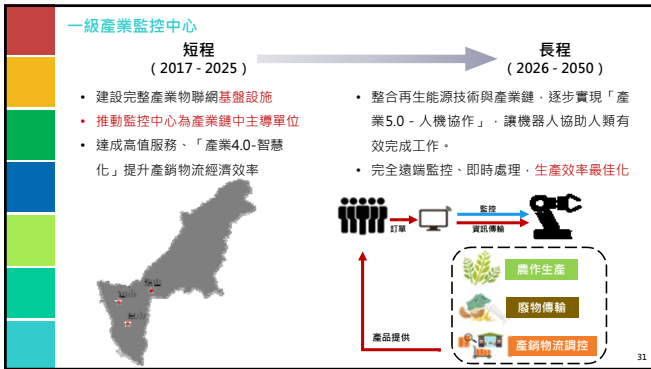 一級產業監控中心
短程
（2017 - 2025）
• 建設完整產業物聯網基盤設施
• 推動監控中心為產業鏈中主導單位
• 達成高值服務、「產業4.0-智慧
化」提升產銷物流經濟效率
長程
（2026 - 2050）
• 整合再生能源技術與產業鏈，逐步實現「產
業5.0 - 人機協作」，讓機器人協助人類有
效完成工作。
• 完全遠端監控、即時處理，生產效率最佳化
訂單
監控
資訊傳輸
農作生產
廢物傳輸
產銷物流調控
產品提供
31